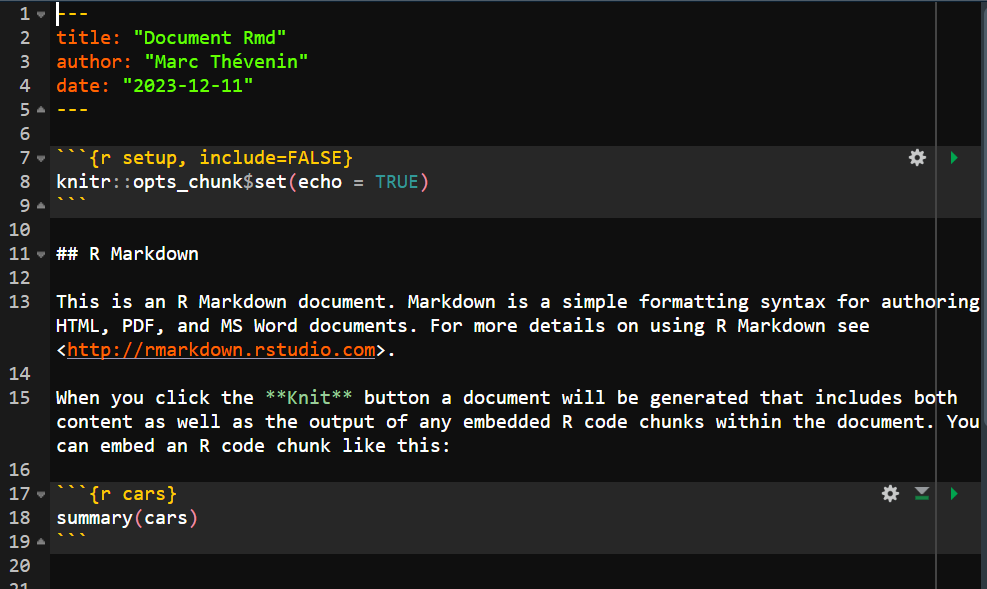 1 ---
2 title: "Document Rmd"
3 author: "Marc Thévenin"
4 date: "2023-12-11"
5 ---
6
7 ```{r setup, include=FALSE}
8 knitr::opts_chunk$set(echo = TRUE)
9 ```
10
11 ## R Markdown
12
13 This is an R Markdown document. Markdown is a simple formatting syntax for authoring
HTML, PDF, and MS Word documents. For more details on using R Markdown see
<http://rmarkdown.rstudio.com>.
14
15 When you click the **Knit** button a document will be generated that includes both
content as well as the output of any embedded R code chunks within the document. You
can embed an R code chunk like this:
16
17 ```{r cars}
18 summary(cars)
19 ```
20
21